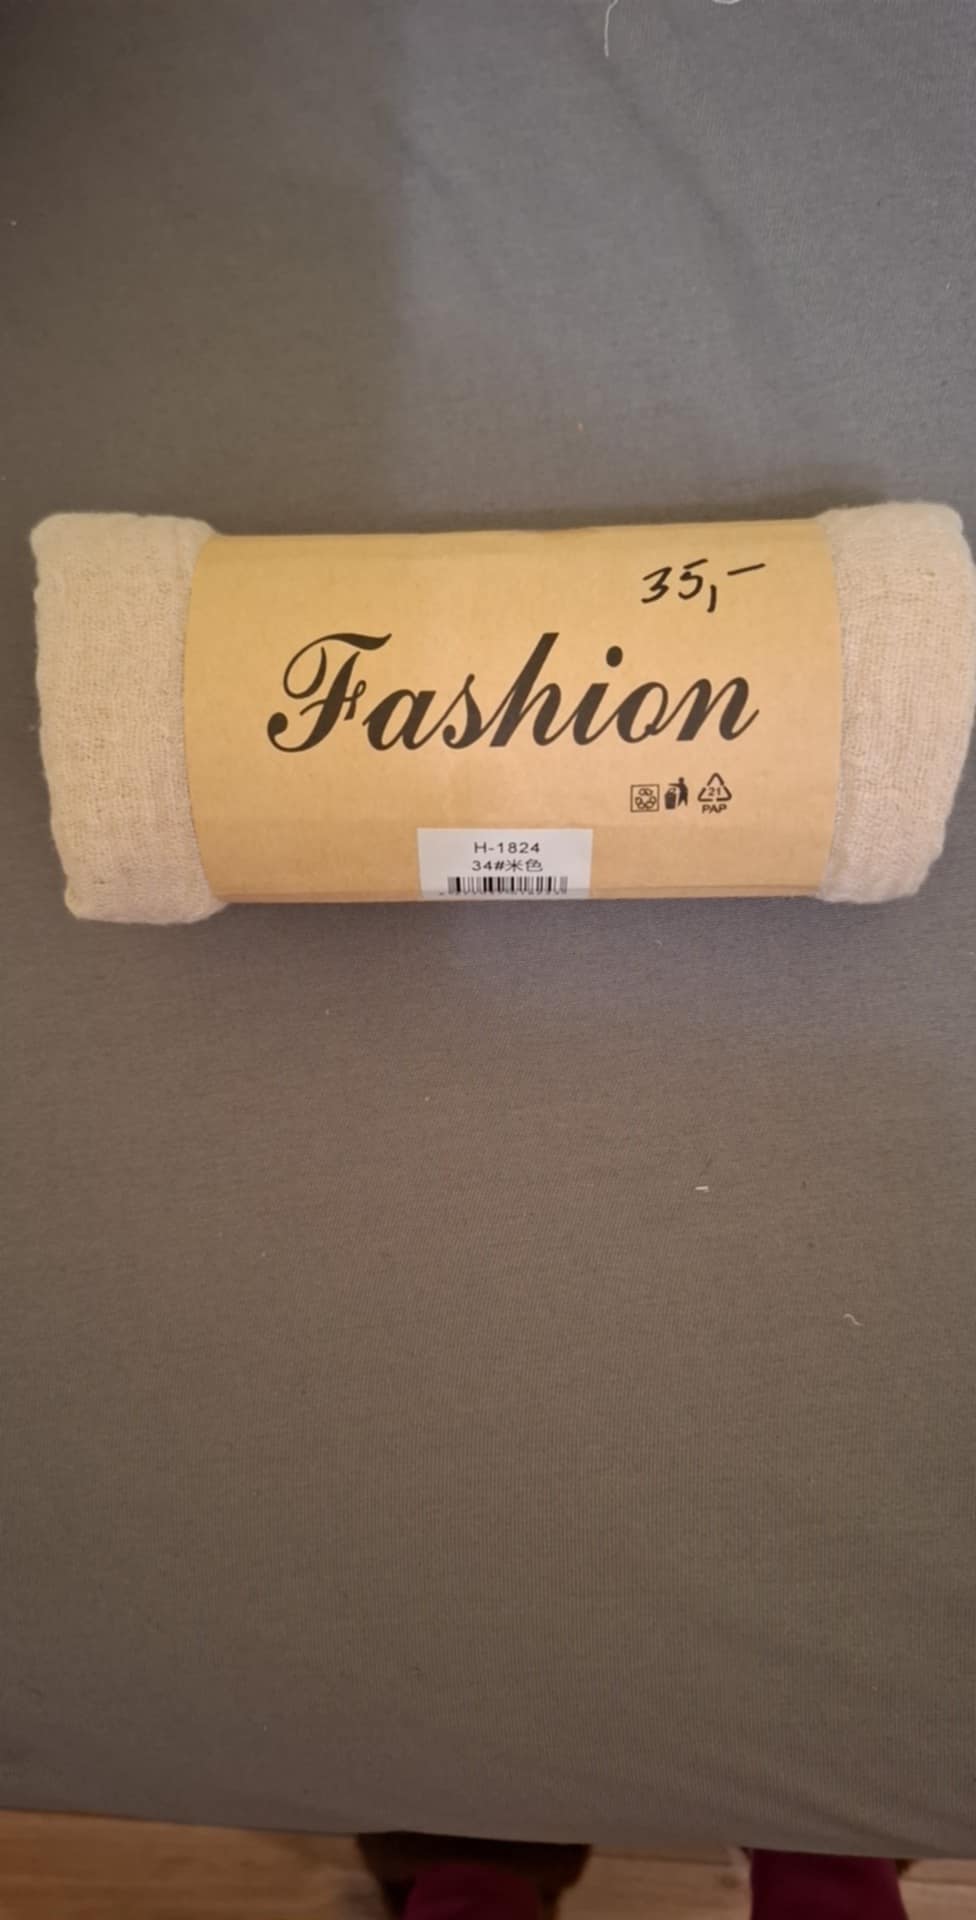 35,-
Fashion
21
PAP
H-1824
34#米色